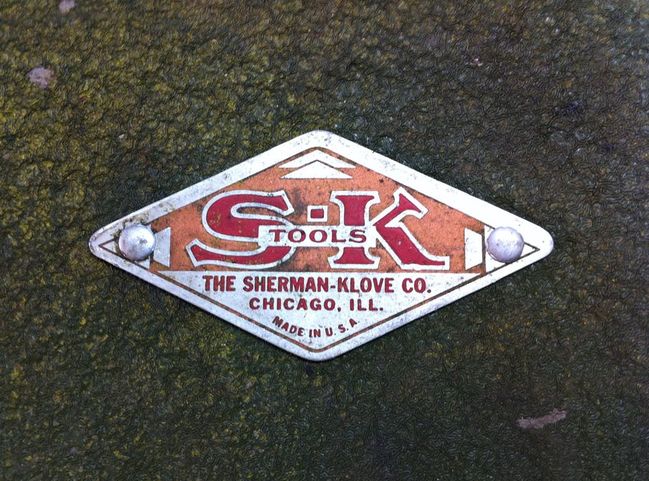 S-K
TOOLS
THE SHERMAN-KLOVE CO.
CHICAGO, ILL.
MADE IN U.S.A.